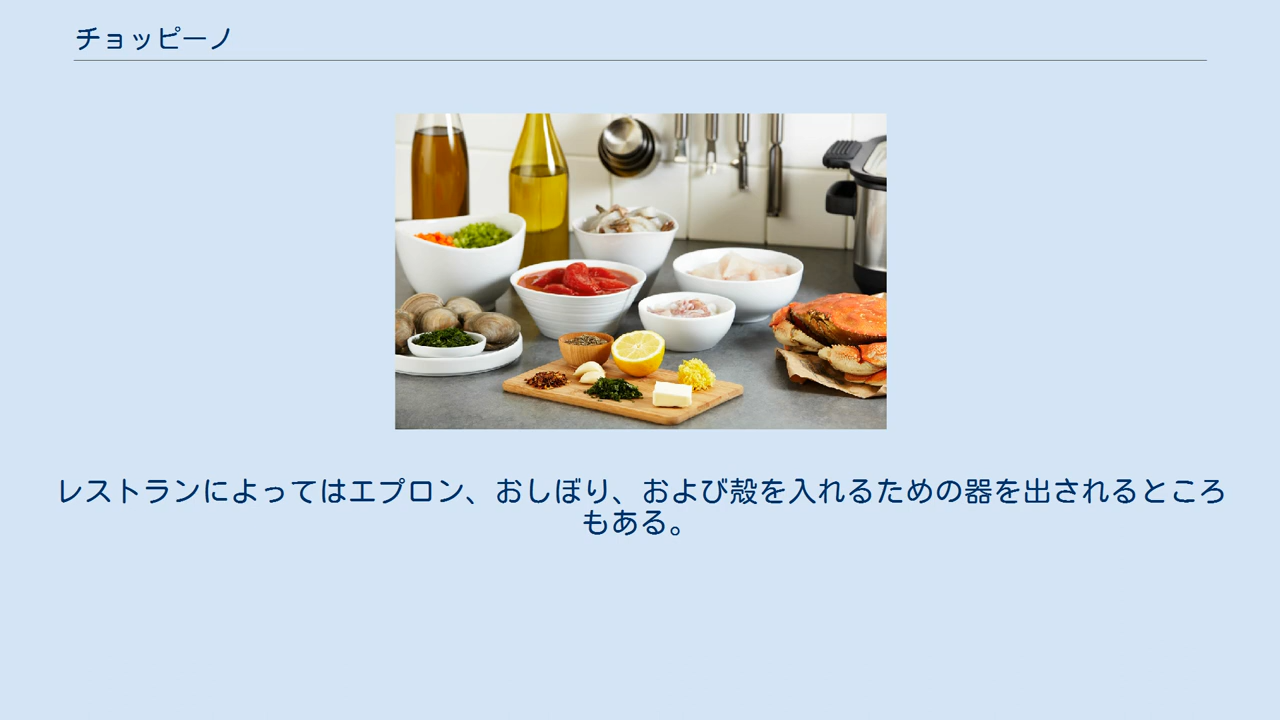 チョッピーノ
レストランによってはエプロン、おしぼり、および殻を入れるための器を出されるところ
もある。